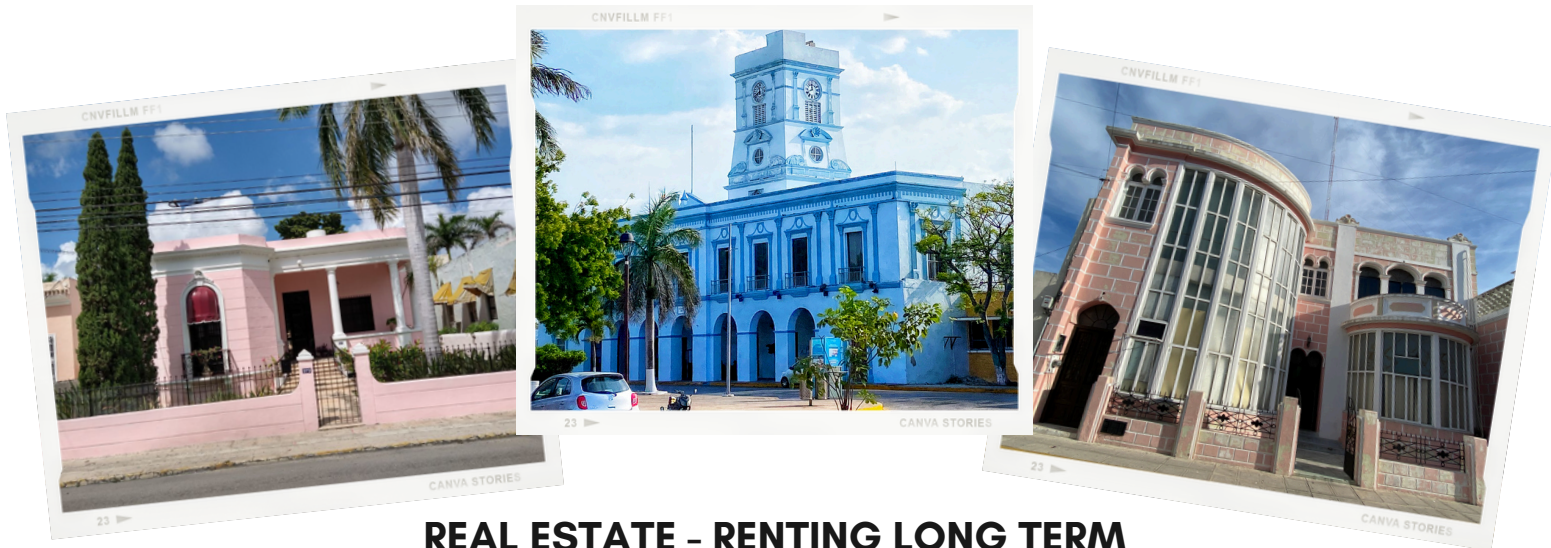 CNVFILLM FF1
CNVFILLM FF1
CNVFILLM FF1
23
CANVA STORIES
23
CANVA STORIES
23
CANVA STORIES
REAL ESTATE - RENTING LONG TERM